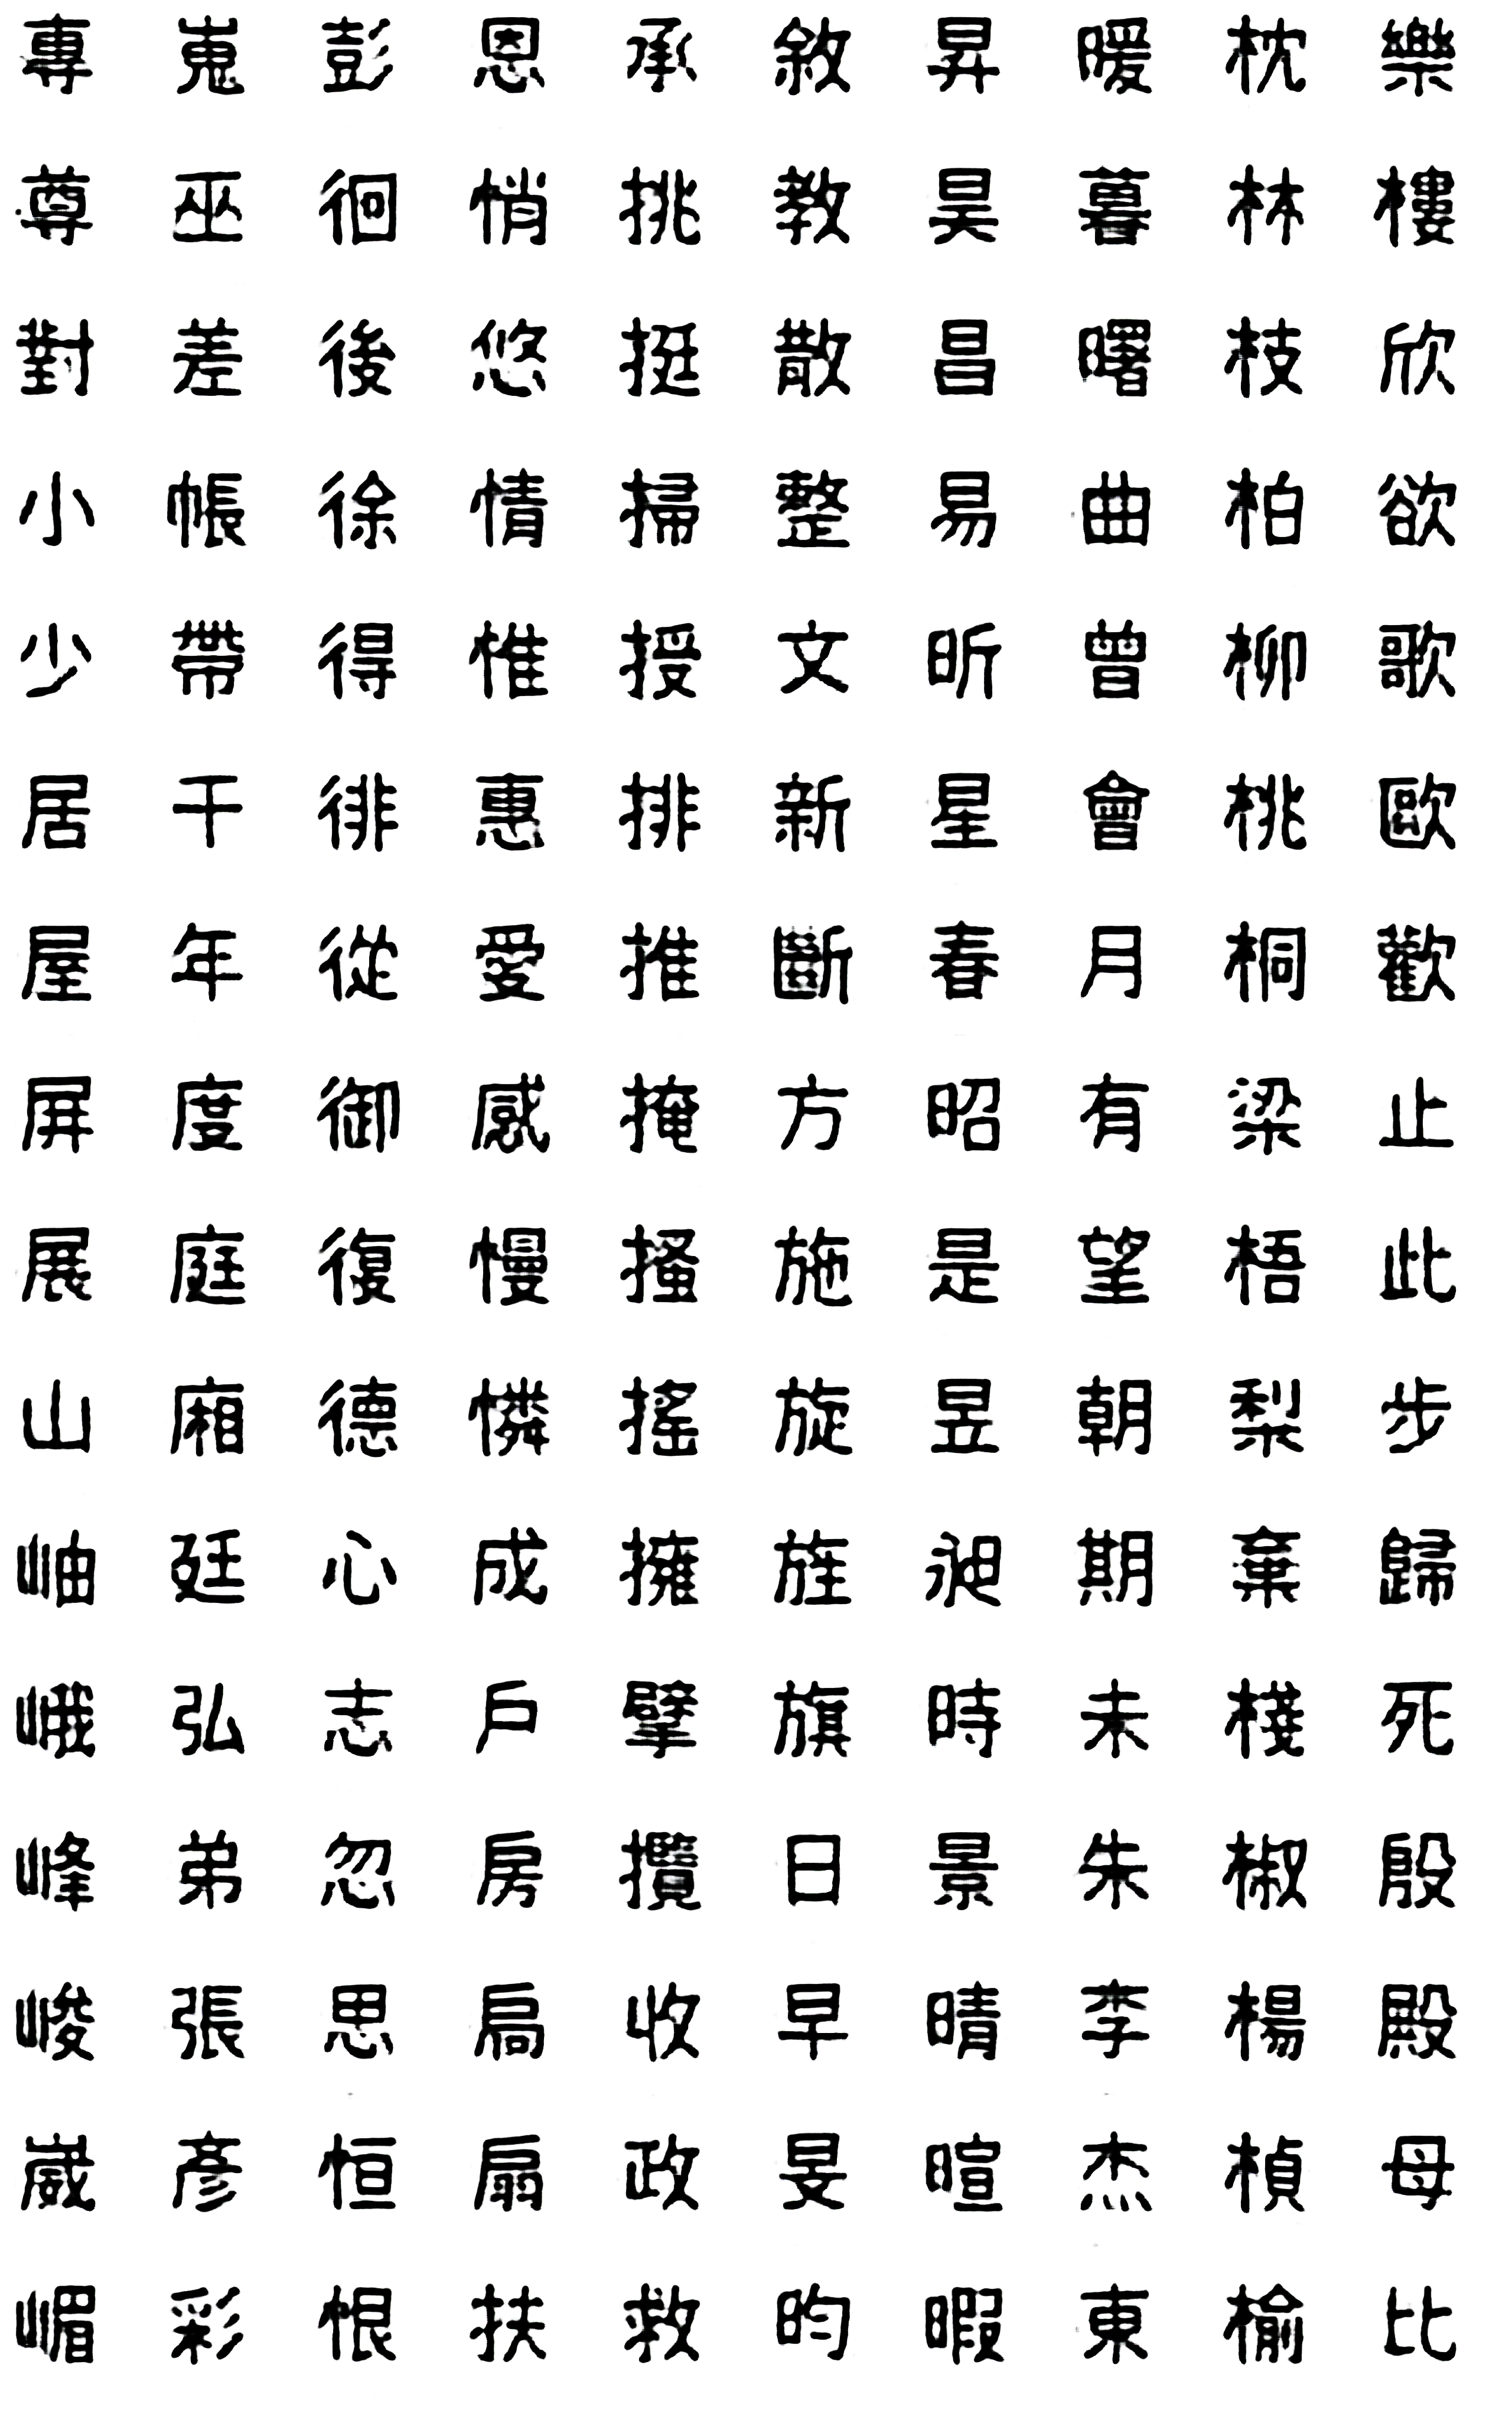 專 嵬 彭 恩 承 敘 昇 暖 枕 樂
尊 巫 徊 悄 挑 教 昊 暮 林 樓
對 差 後 悠 挺 散 昌 曙 枝 欣
小 帳 徐 情 掃 整 易 曲 柏 欲
少 帶 得 惟 授 文 昕 曾 柳 歌
居 干 徘 惠 排 新 星 會 桃 歐
屋 年 從 愛 推 斷 春 月 桐 歡
屏 度 御 感 掩 方 昭 有 梁 止
展 庭 復 慢 搔 施 是 望 梧 此
山 廂 德 憐 搖 旋 昱 朝 梨 步
岫 廷 心 成 擁 旌 昶 期 棄 歸
峨 弘 志 戶 擘 旗 時 未 棧 死
峰 弟 忽 房 攬 日 景 朱 椒 殷
峻 張 思 扃 收 早 晴 李 楊 殿
崴 彥 恒 扇 政 旻 暄 杰 楨 母
嵋 彩 恨 扶 救 昀 暇 東 榆 比